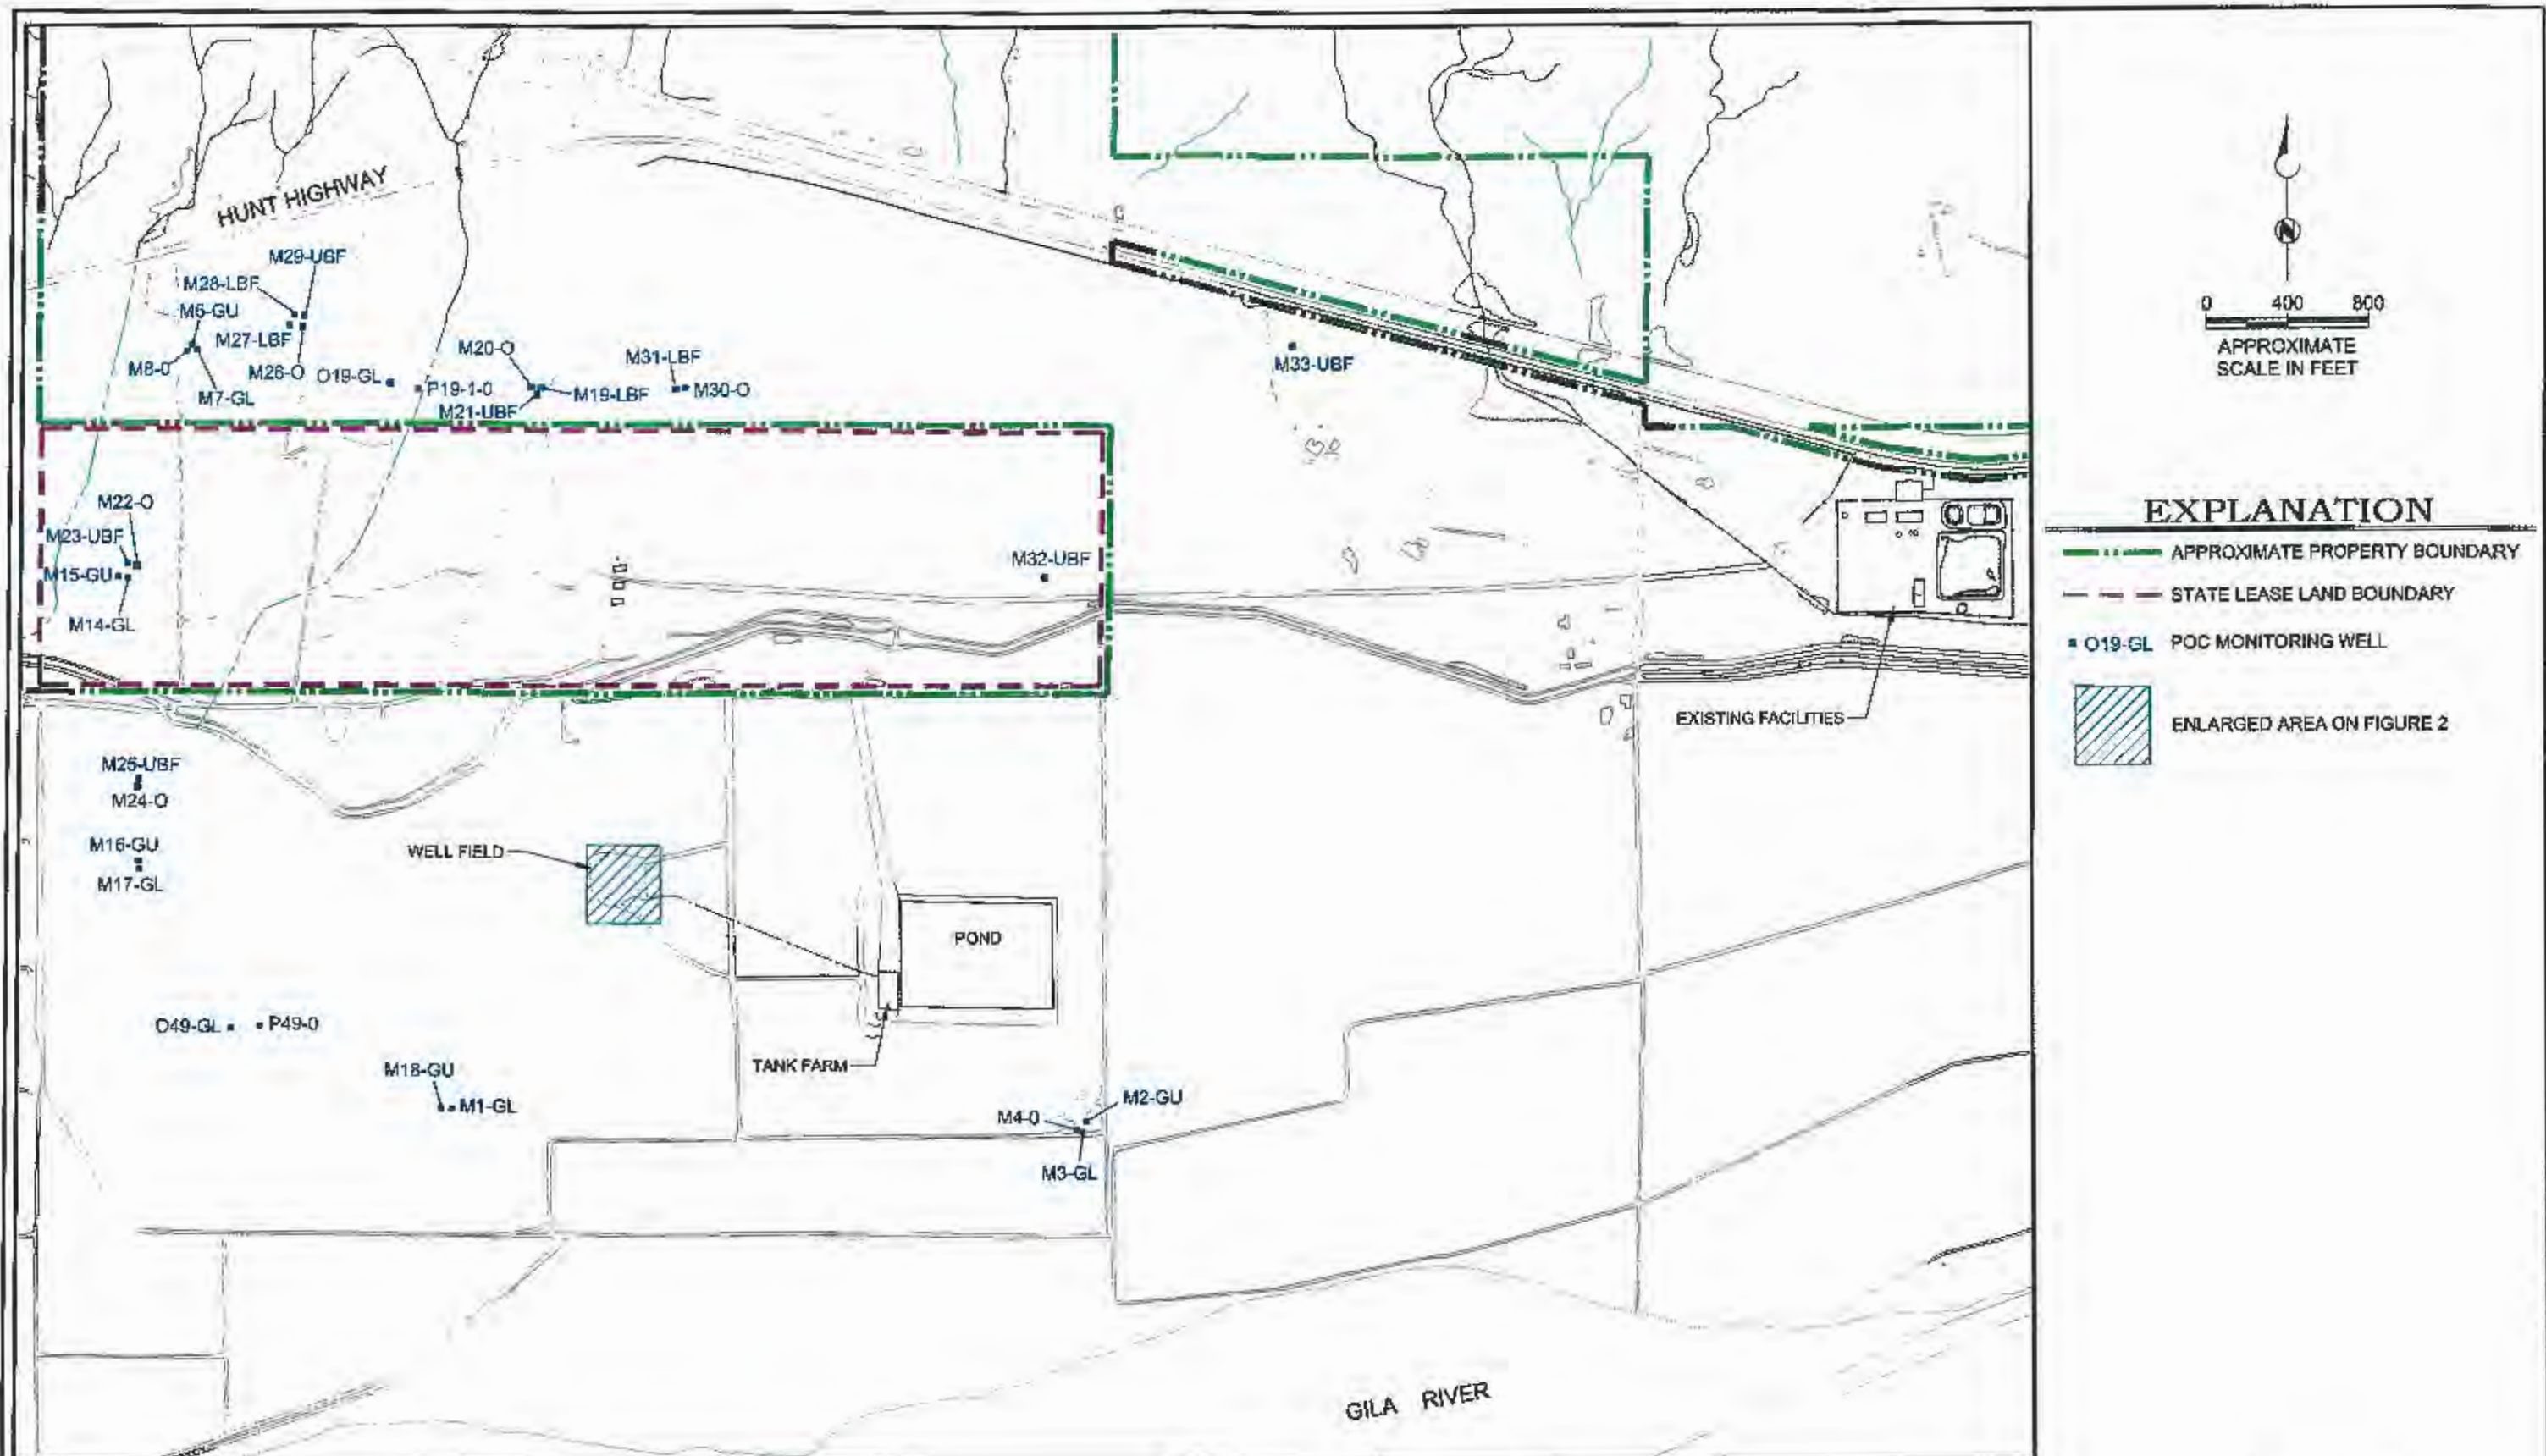 HUNT HIGHWAY
M29-UBF
M28-LBF
M6-GU
M27-LBF
M8-0
M26-O
M7-GL
O19-GL
P19-1-0
M20-O
M21-UBF
M19-LBF
M31-LBF
M30-O
M33-UBF
M22-O
M23-UBF
M15-GU
M14-GL
M32-UBF
EXISTING FACILITIES
M25-UBF
M24-O
M16-GU
M17-GL
WELL FIELD
POND
TANK FARM
O49-GL
P49-0
M18-GU
M1-GL
M4-0
M2-GU
M3-GL
GILA RIVER
N
0 400 800
APPROXIMATE
SCALE IN FEET
EXPLANATION
APPROXIMATE PROPERTY BOUNDARY
STATE LEASE LAND BOUNDARY
O19-GL POC MONITORING WELL
ENLARGED AREA ON FIGURE 2